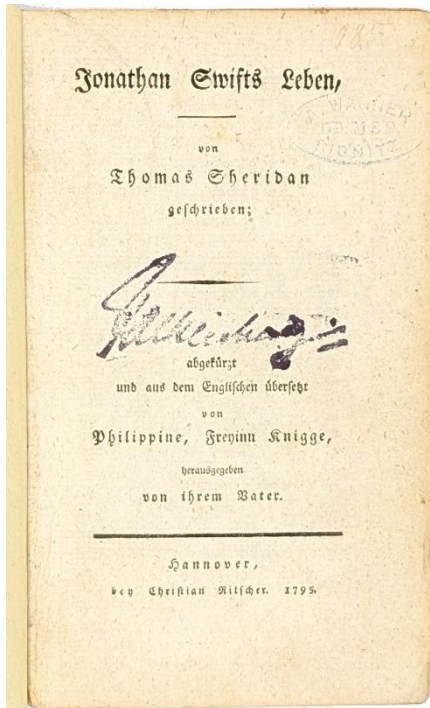 Jonathan Swifts Leben,
von
Thomas Sheridan
geschrieben;
abgekürzt
und aus dem Englischen übersetzt
von
Philippine, Freyinn Knigge,
herausgegeben
von ihrem Vater.
Hannover,
bey Christian Ritscher. 1795.